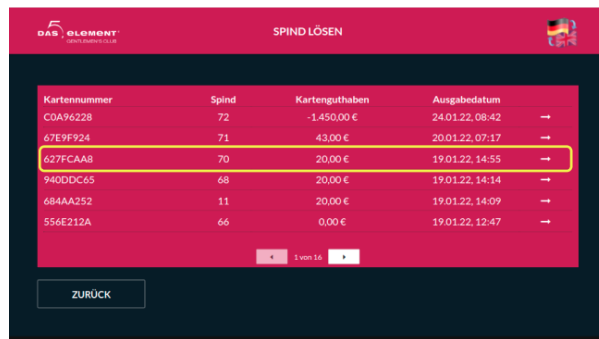 5
DAS ELEMENT
GENTLEMEN'S CLUB
SPIND LÖSEN
Kartennummer Spind Kartenguthaben Ausgabedatum
C0A96228 72 -1.450,00 € 24.01.22, 08:42 →
67E9F924 71 43,00 € 20.01.22, 07:17 →
627FCAA8 70 20,00 € 19.01.22, 14:55 →
940DDC65 68 20,00 € 19.01.22, 14:14 →
684AA252 11 20,00 € 19.01.22, 14:09 →
556E212A 66 0,00 € 19.01.22, 12:47 →
1 von 16
ZURÜCK